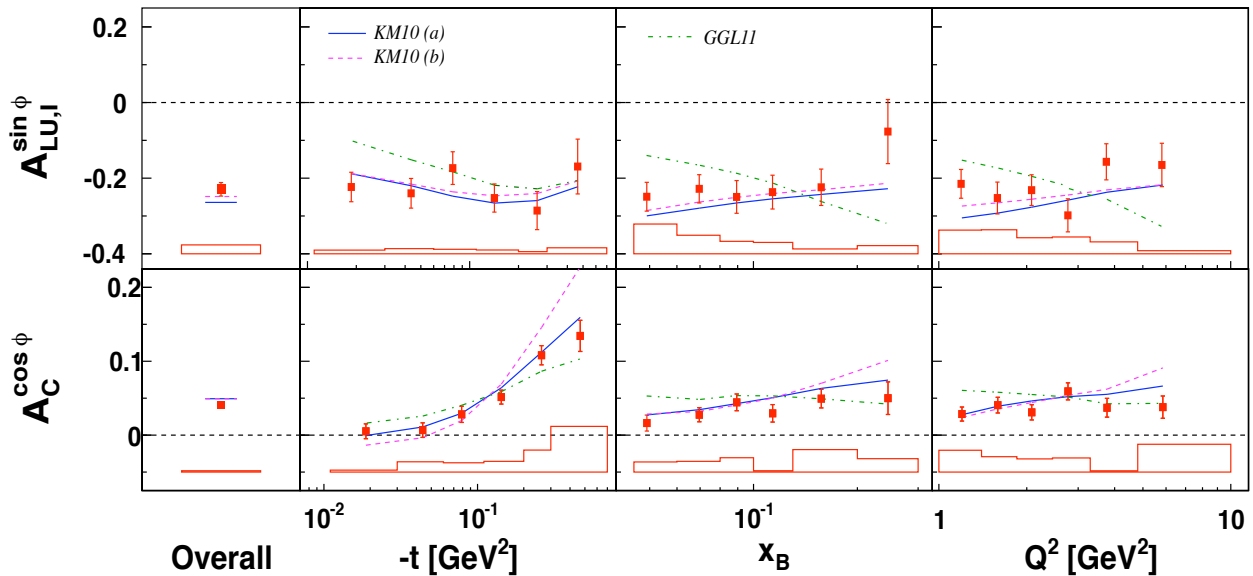 0.2
0
-0.2
-0.4
A_LU,I^sin ϕ
KM10 (a)
KM10 (b)
GGL11
0.2
0.1
0
A_C^cos ϕ
10^-2 10^-1 10^-1 1 10
Overall -t [GeV^2] x_B Q^2 [GeV^2]